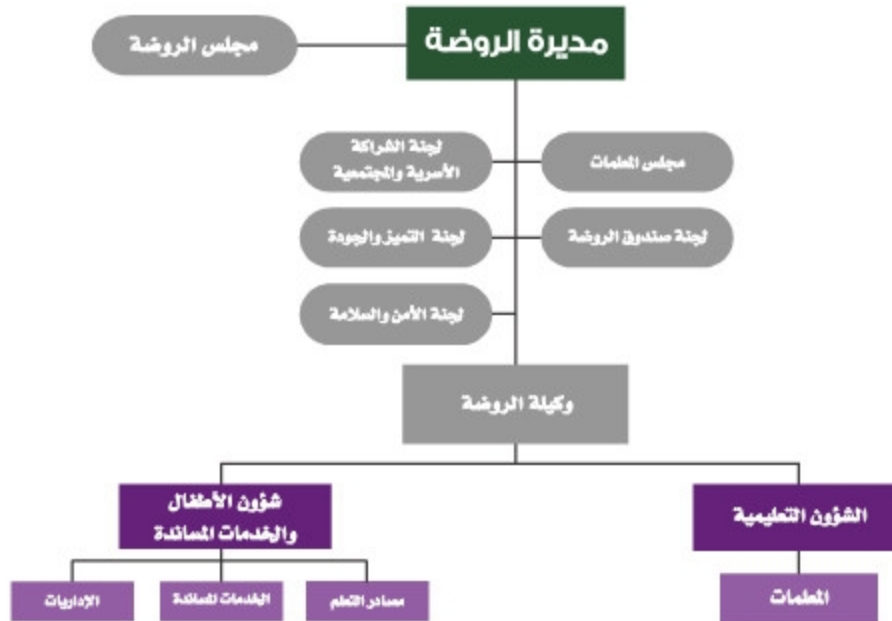 مديرة الروضة
مجلس الروضة
مجلس المعلمات
لجنة الشراكة
الأسرية والمجتمعية
لجنة صندوق الروضة
لجنة التميز والجودة
لجنة الأمن والسلامة
وكيلة الروضة
الشؤون التعليمية
شؤون الأطفال
والخدمات المساندة
المعلمات
مصادر التعلم
الخدمات المساندة
الإداريات